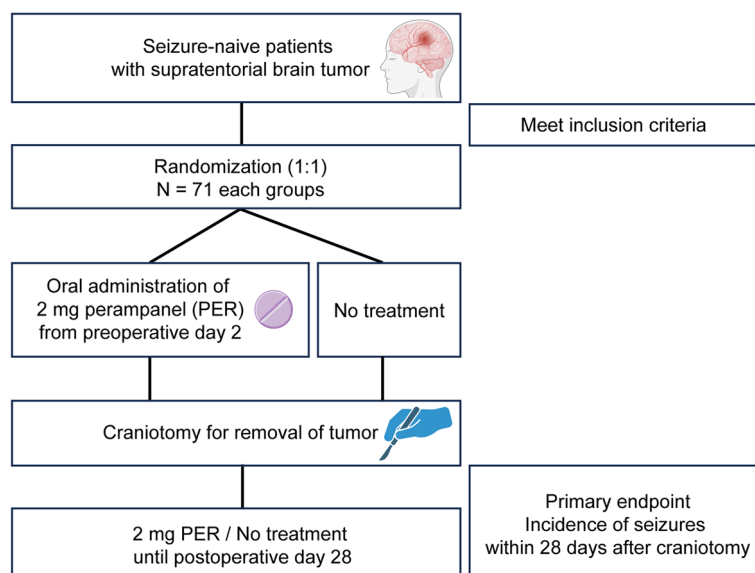 Seizure-naive patients
with supratentorial brain tumor
Meet inclusion criteria
Randomization (1:1)
N = 71 each groups
Oral administration of
2 mg perampanel (PER)
from preoperative day 2
No treatment
Craniotomy for removal of tumor
2 mg PER / No treatment
until postoperative day 28
Primary endpoint
Incidence of seizures
within 28 days after craniotomy